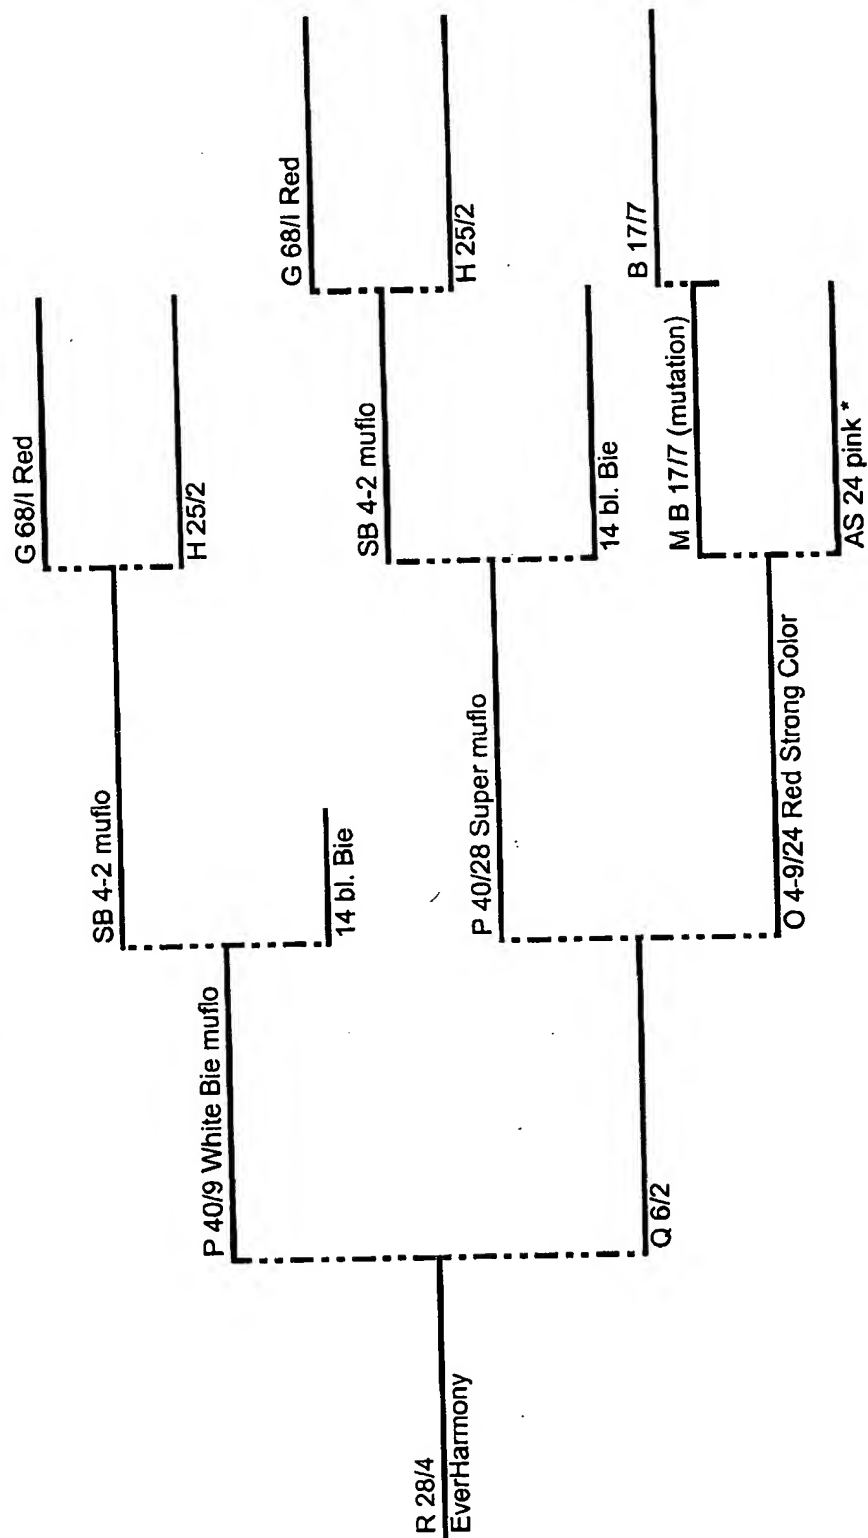 G 68/I Red
H 25/2
SB 4-2 muflo
14 bl. Bie
P 40/9 White Bie muflo
R 28/4
EverHarmony
Q 6/2
G 68/I Red
H 25/2
SB 4-2 muflo
14 bl. Bie
P 40/28 Super muflo
B 17/7
M B 17/7 (mutation)
AS 24 pink *
O 4-9/24 Red Strong Color